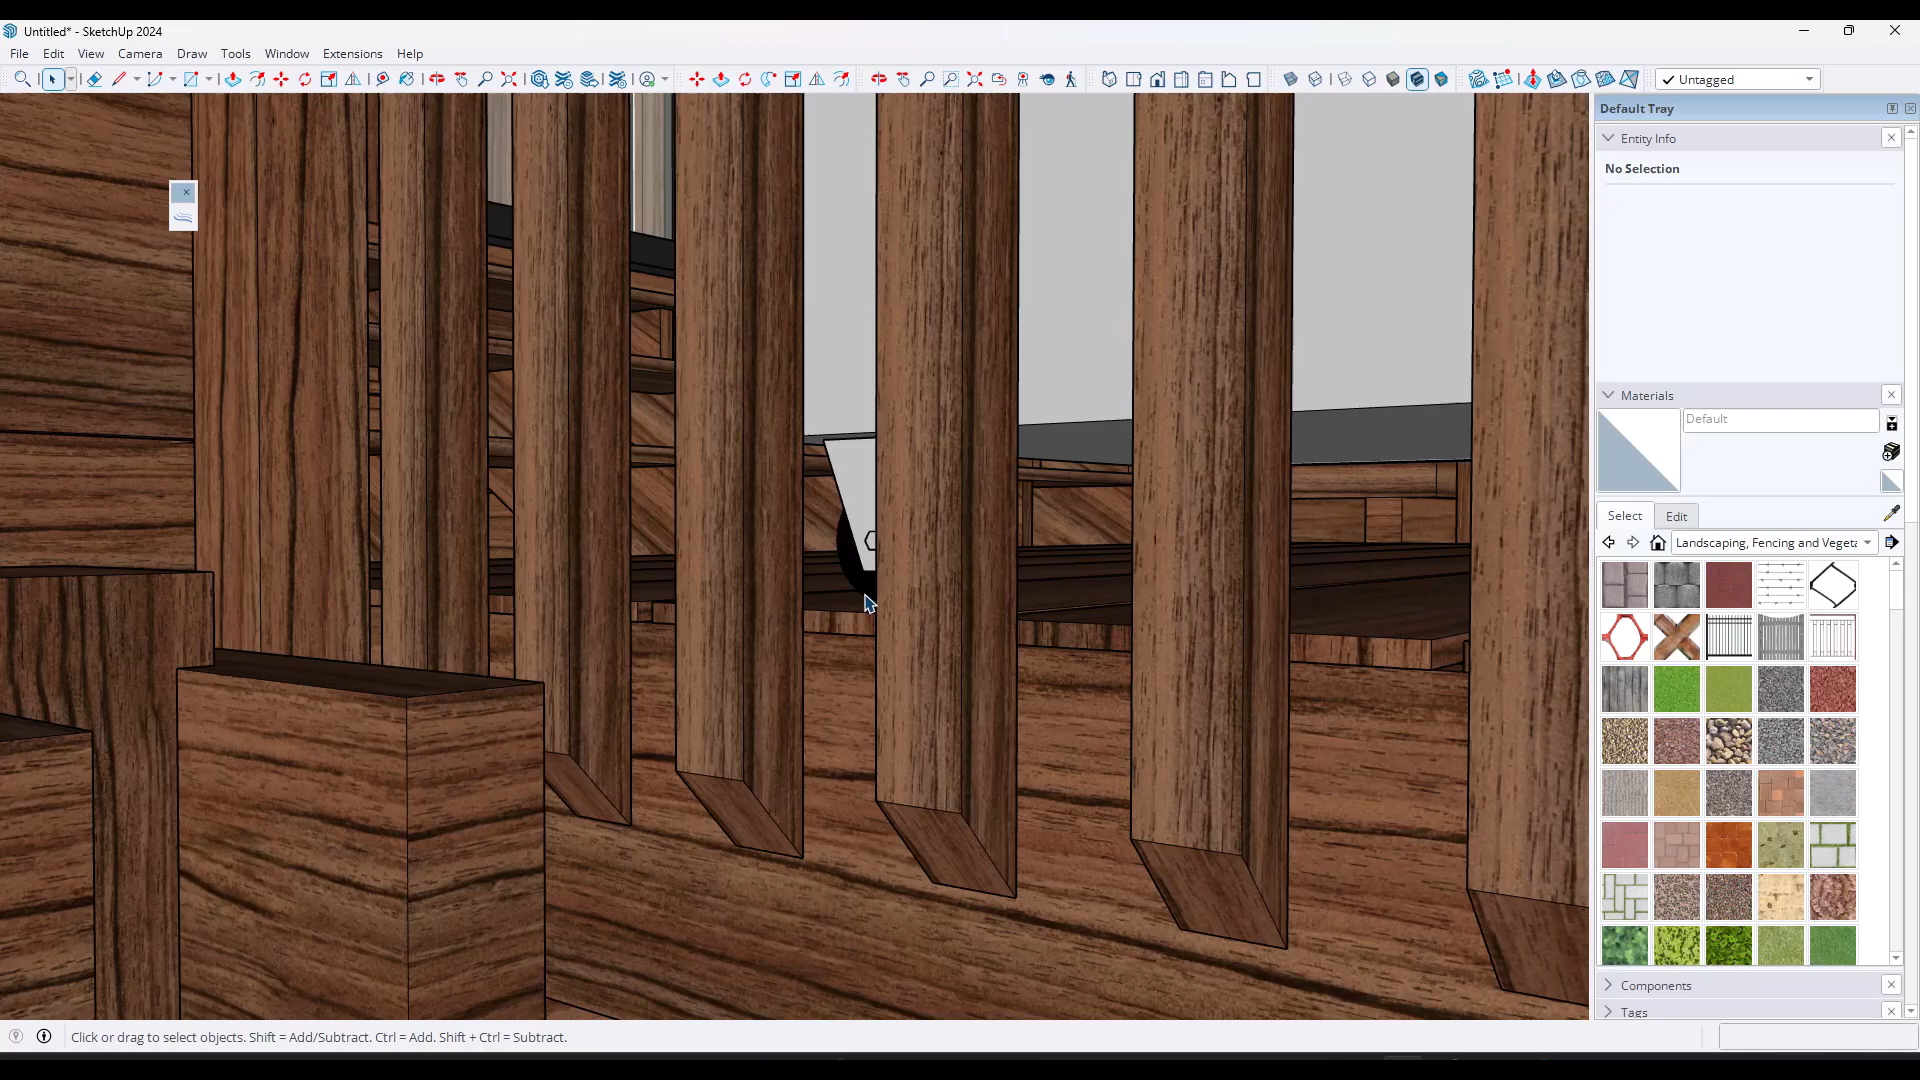 Untitled* - SketchUp 2024
File Edit View Camera Draw Tools Window Extensions Help
Untagged
Default Tray
Entity Info
No Selection
Materials
Default
Select Edit
Landscaping, Fencing and Vegeta
Components
Tags
Click or drag to select objects. Shift = Add/Subtract. Ctrl = Add. Shift + Ctrl = Subtract.